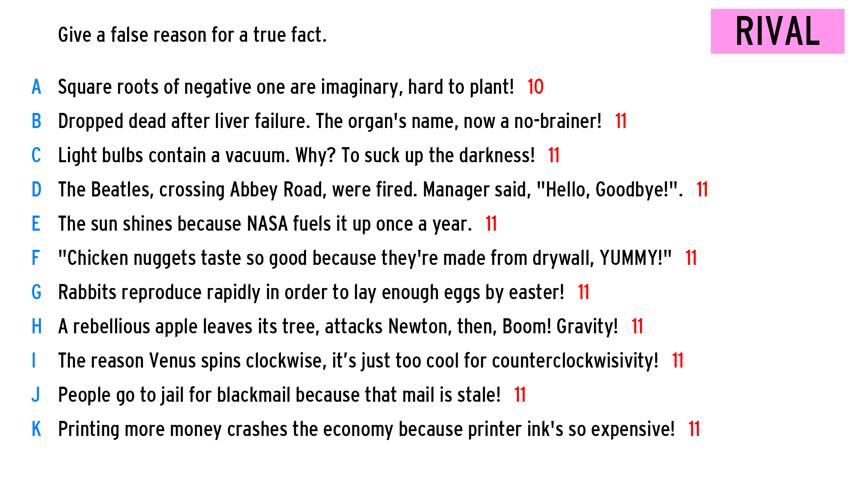 Give a false reason for a true fact.
RIVAL
A Square roots of negative one are imaginary, hard to plant! 10
B Dropped dead after liver failure. The organ's name, now a no-brainer! 11
C Light bulbs contain a vacuum. Why? To suck up the darkness! 11
D The Beatles, crossing Abbey Road, were fired. Manager said, "Hello, Goodbye!". 11
E The sun shines because NASA fuels it up once a year. 11
F "Chicken nuggets taste so good because they're made from drywall, YUMMY!" 11
G Rabbits reproduce rapidly in order to lay enough eggs by easter! 11
H A rebellious apple leaves its tree, attacks Newton, then, Boom! Gravity! 11
I The reason Venus spins clockwise, it’s just too cool for counterclockwisivity! 11
J People go to jail for blackmail because that mail is stale! 11
K Printing more money crashes the economy because printer ink's so expensive! 11